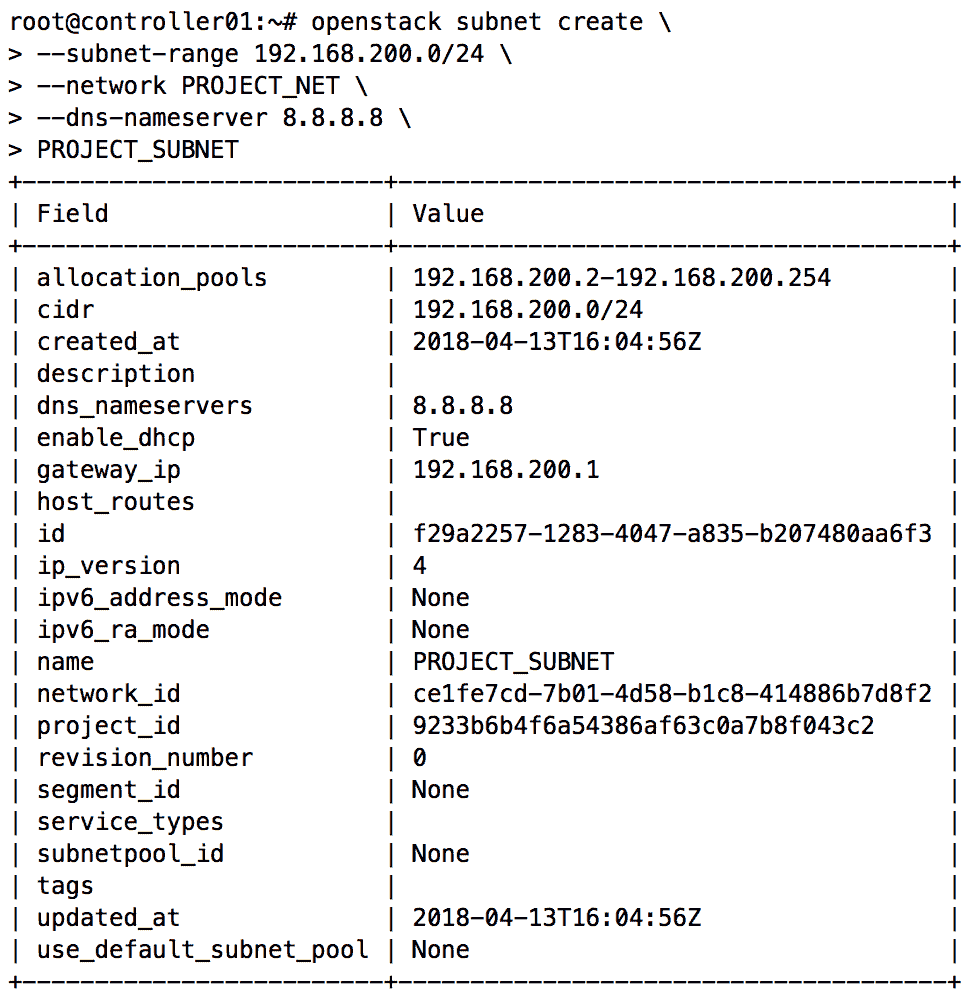 root@controller01:~# openstack subnet create \
> --subnet-range 192.168.200.0/24 \
> --network PROJECT_NET \
> --dns-nameserver 8.8.8.8 \
> PROJECT_SUBNET
+-------------------------+--------------------------------------+
| Field                   | Value                                |
+-------------------------+--------------------------------------+
| allocation_pools        | 192.168.200.2-192.168.200.254        |
| cidr                    | 192.168.200.0/24                     |
| created_at              | 2018-04-13T16:04:56Z                 |
| description             |                                      |
| dns_nameservers         | 8.8.8.8                              |
| enable_dhcp             | True                                 |
| gateway_ip              | 192.168.200.1                        |
| host_routes             |                                      |
| id                      | f29a2257-1283-4047-a835-b207480aa6f3 |
| ip_version              | 4                                    |
| ipv6_address_mode       | None                                 |
| ipv6_ra_mode            | None                                 |
| name                    | PROJECT_SUBNET                       |
| network_id              | ce1fe7cd-7b01-4d58-b1c8-414886b7d8f2 |
| project_id              | 9233b6b4f6a54386af63c0a7b8f043c2     |
| revision_number         | 0                                    |
| segment_id              | None                                 |
| service_types           |                                      |
| subnetpool_id           | None                                 |
| tags                    |                                      |
| updated_at              | 2018-04-13T16:04:56Z                 |
| use_default_subnet_pool | None                                 |
+-------------------------+--------------------------------------+